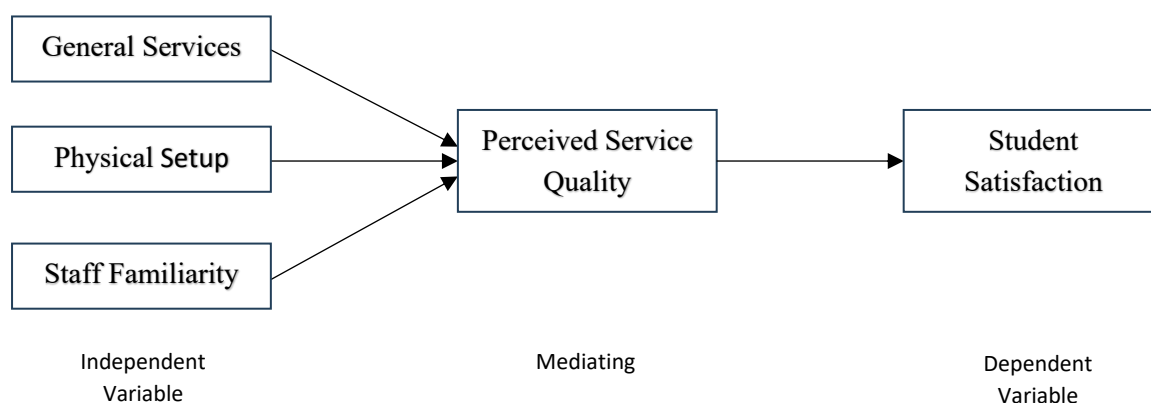 General Services
Physical Setup
Staff Familiarity
Perceived Service
Quality
Student
Satisfaction
Independent
Variable
Mediating
Dependent
Variable